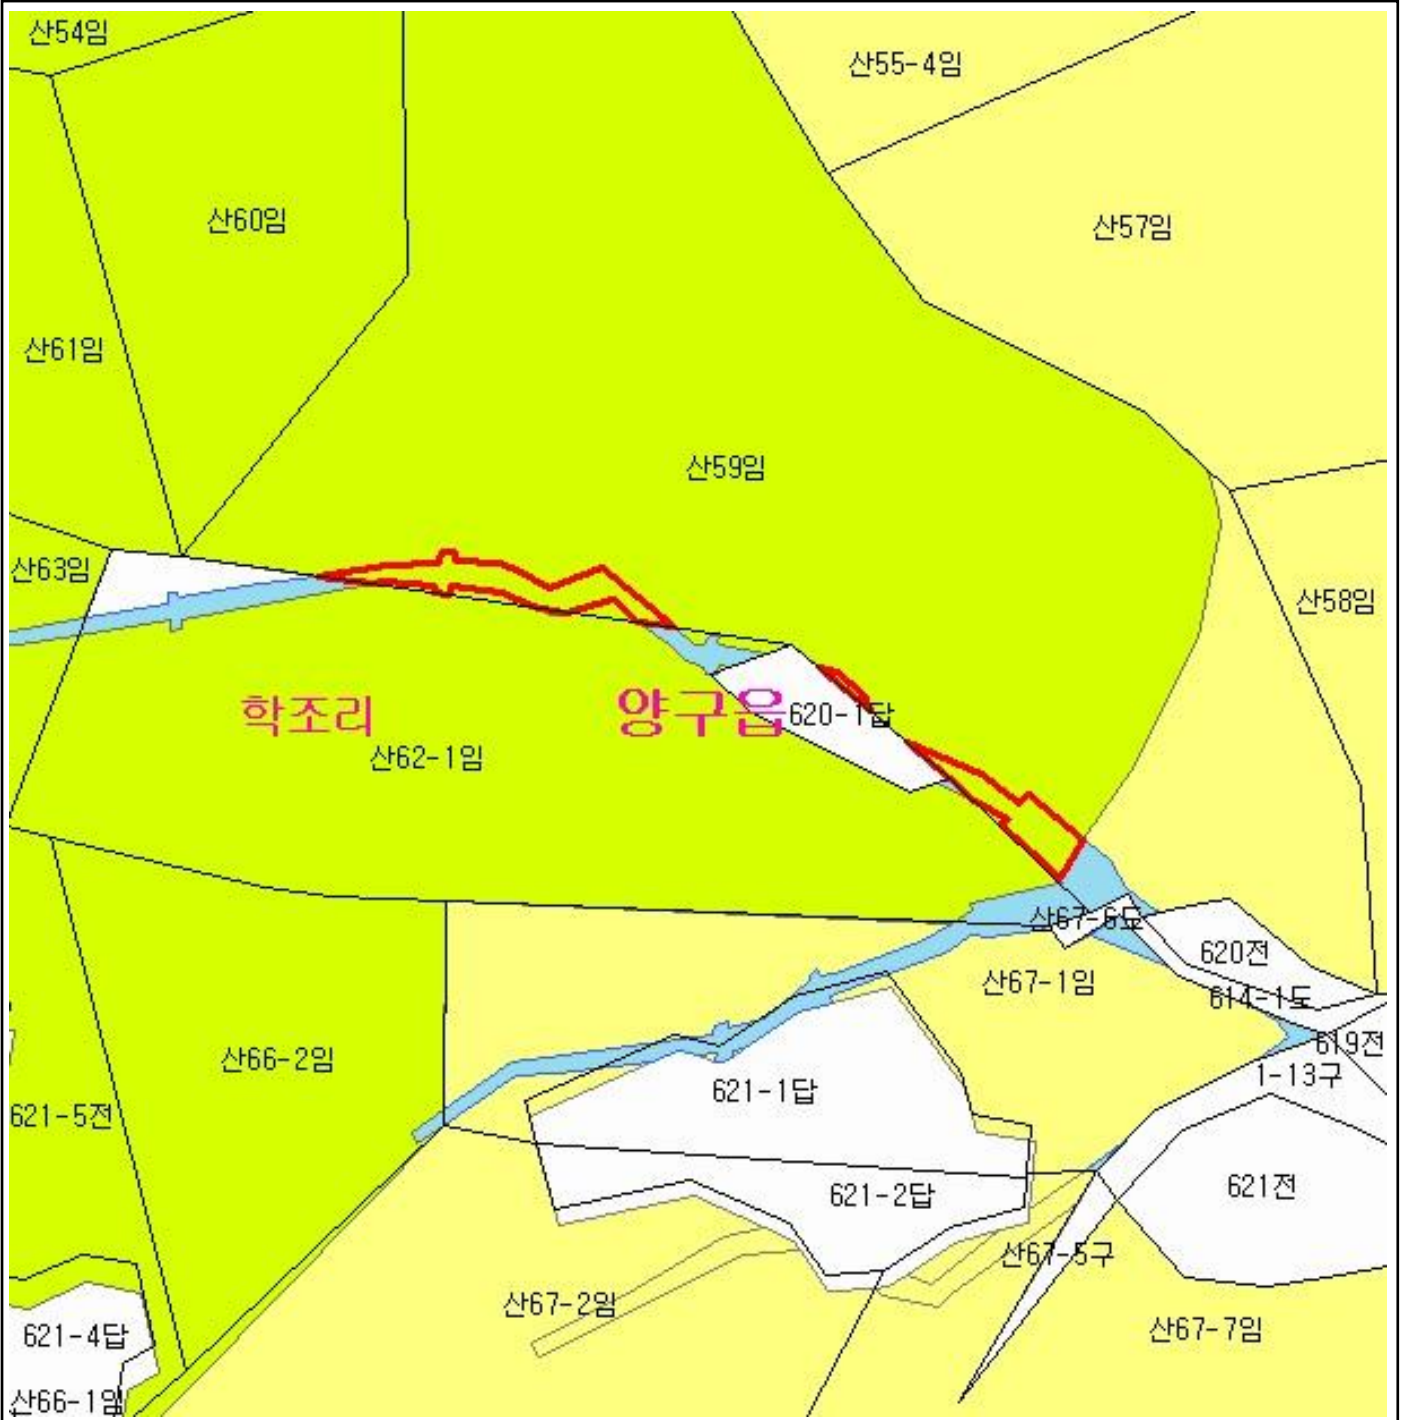 산54임
산55-4임
산60임
산57임
산61임
산59임
산63임
산58임
학조리
양구읍
620-1답
산62-1임
산67-6도
620전
산67-1임
614-1도
619전
산66-2임
1-13구
621-1답
621-5전
621전
621-2답
산67-5구
산67-2임
산67-7임
621-4답
산66-1임